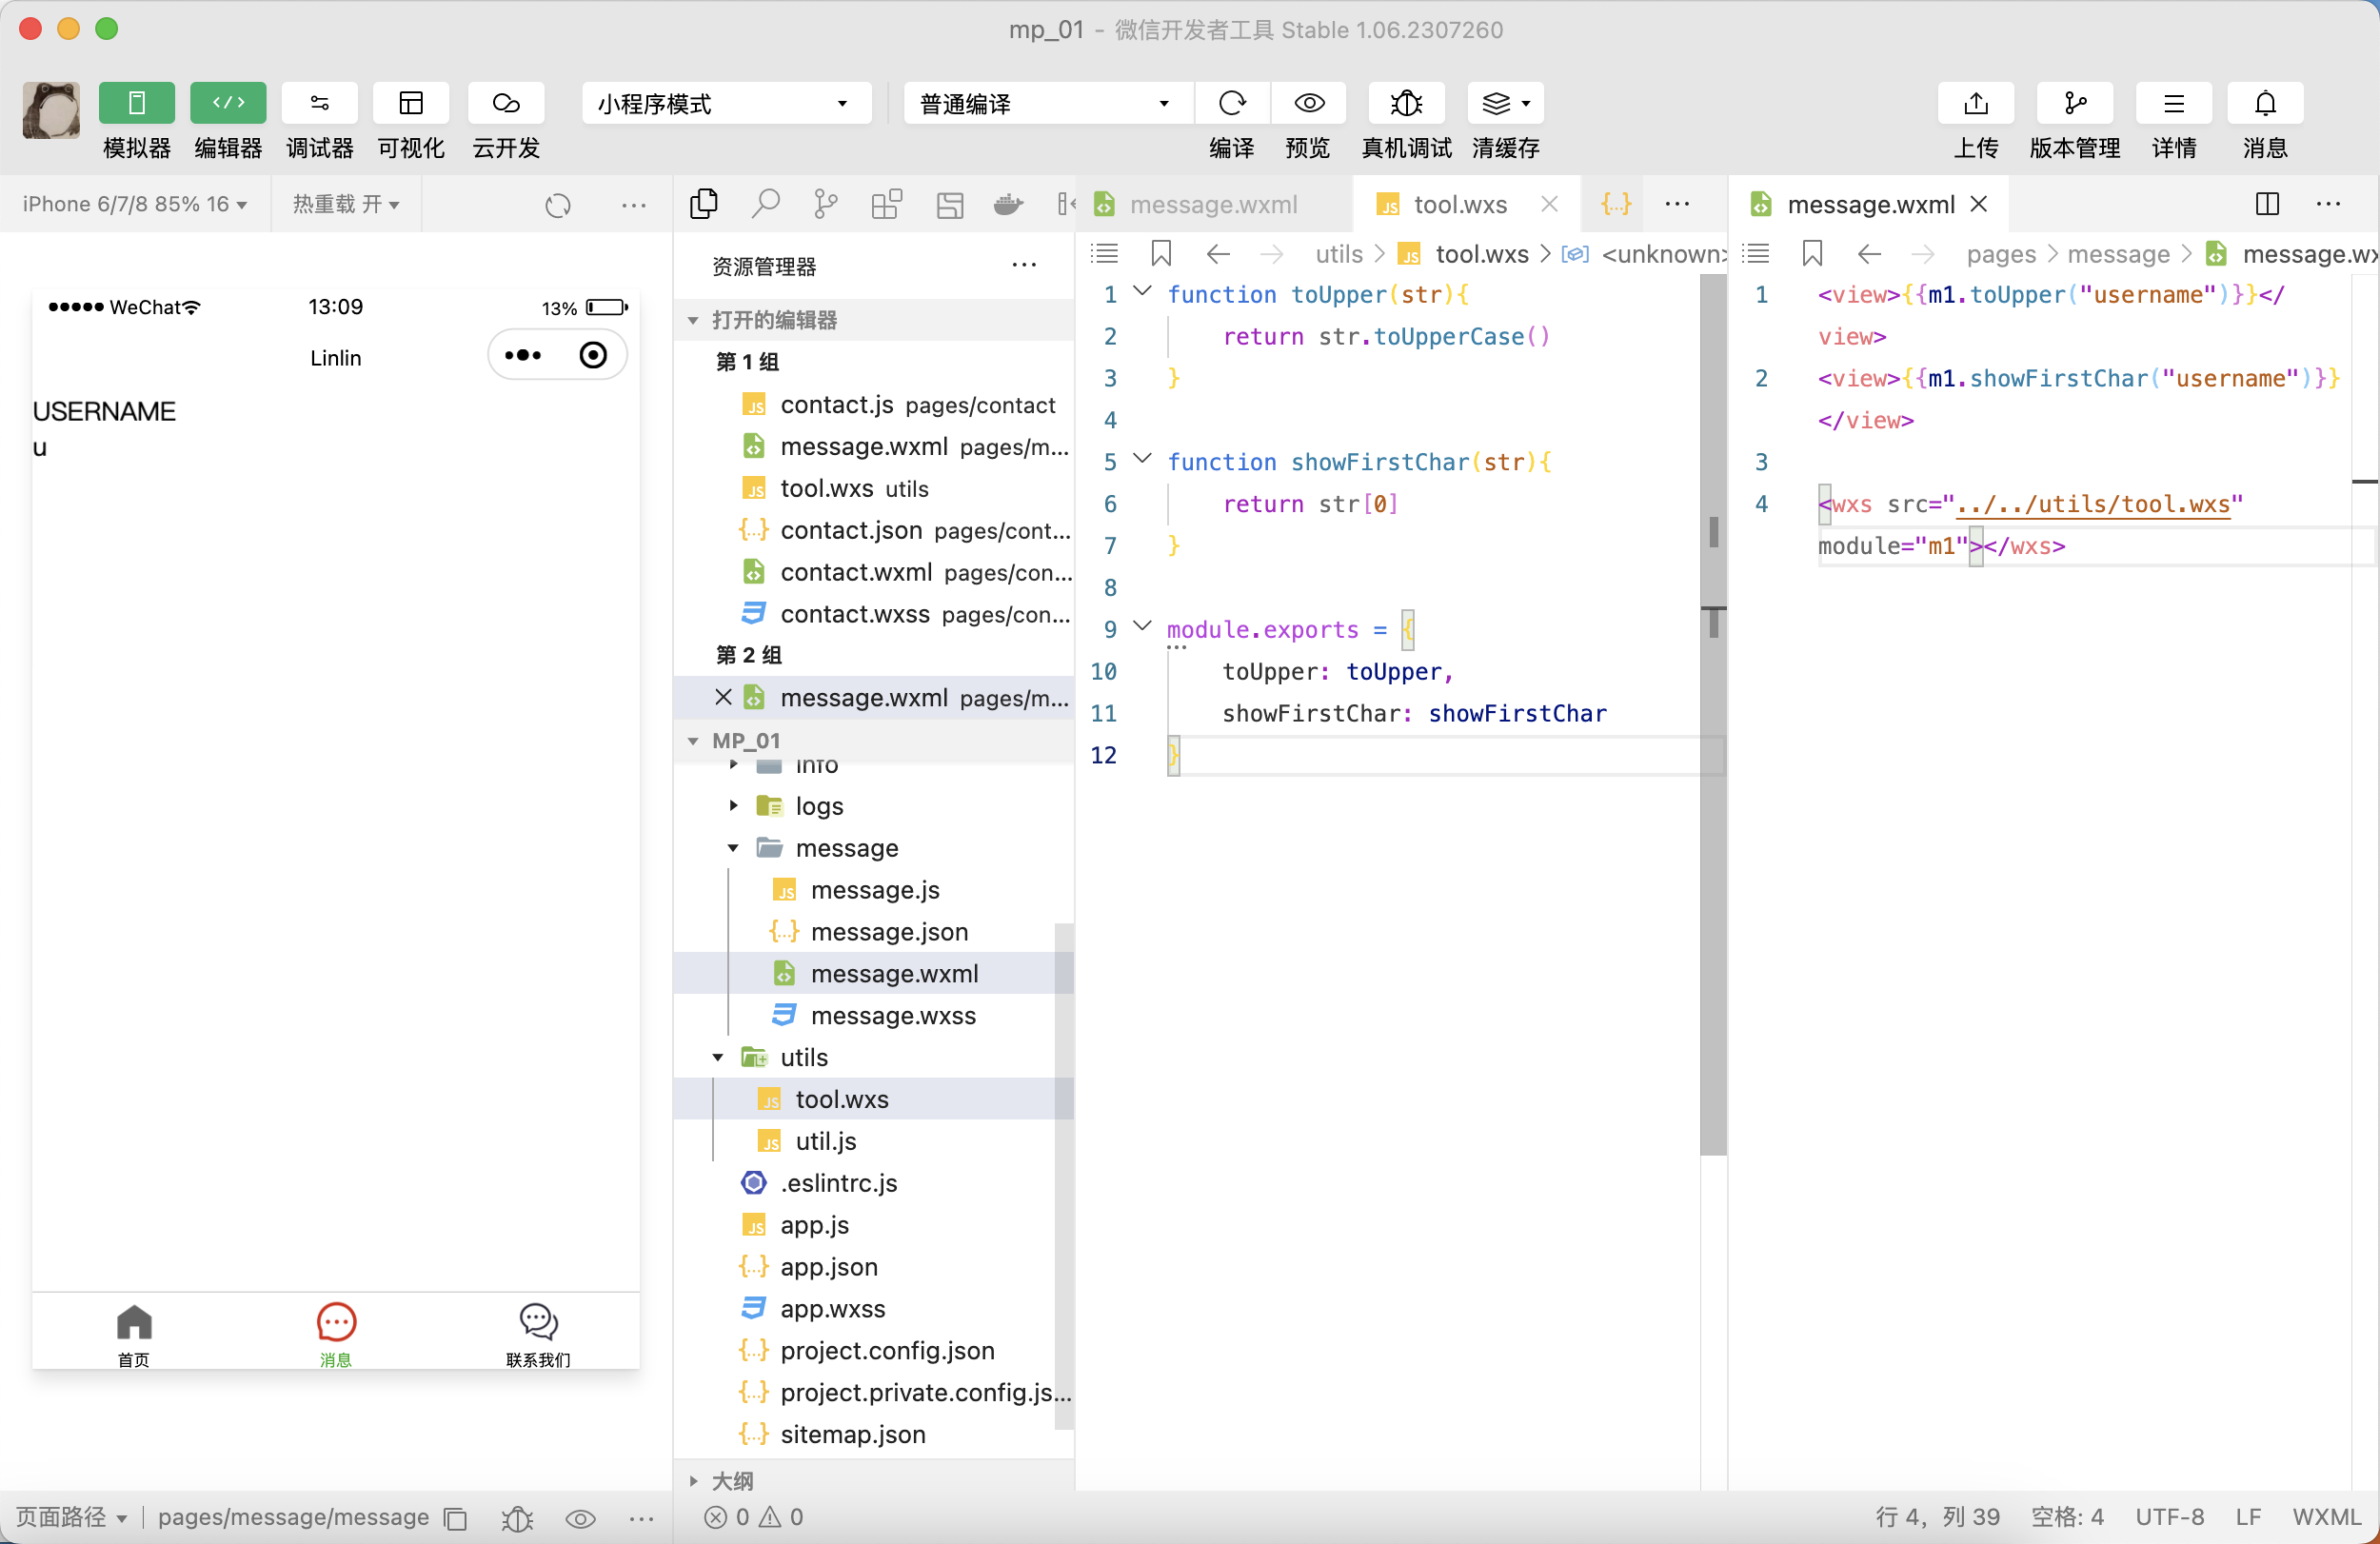 mp_01 - 微信开发者工具 Stable 1.06.2307260
模拟器 编辑器 调试器 可视化 云开发
小程序模式
普通编译
编译 预览 真机调试 清缓存
上传 版本管理 详情 消息
iPhone 6/7/8 85% 16
热重载 开
WeChat
13:09
13%
Linlin
USERNAME
u
首页
消息
联系我们
页面路径
pages/message/message
资源管理器
打开的编辑器
第 1 组
contact.js pages/contact
message.wxml pages/m...
tool.wxs utils
contact.json pages/cont...
contact.wxml pages/con...
contact.wxss pages/con...
第 2 组
message.wxml pages/m...
MP_01
info
logs
message
message.js
message.json
message.wxml
message.wxss
utils
tool.wxs
util.js
.eslintrc.js
app.js
app.json
app.wxss
project.config.json
project.private.config.js...
sitemap.json
大纲
0 0
message.wxml
tool.wxs
utils > tool.wxs > <unknown>
1 function toUpper(str){
2 return str.toUpperCase()
3 }
4
5 function showFirstChar(str){
6 return str[0]
7 }
8
9 module.exports = {
10 toUpper: toUpper,
11 showFirstChar: showFirstChar
12 }
message.wxml
pages > message > message.wx
1 <view>{{m1.toUpper("username")}}</
view>
2 <view>{{m1.showFirstChar("username")}}
</view>
3
4 <wxs src="../../utils/tool.wxs"
module="m1"></wxs>
行 4，列 39 空格: 4 UTF-8 LF WXML